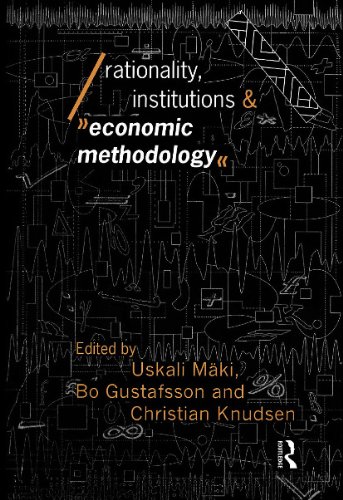 rationality,
institutions &
»economic
methodology«
Edited by
Uskali Mäki,
Bo Gustafsson and
Christian Knudsen
ROUTLEDGE